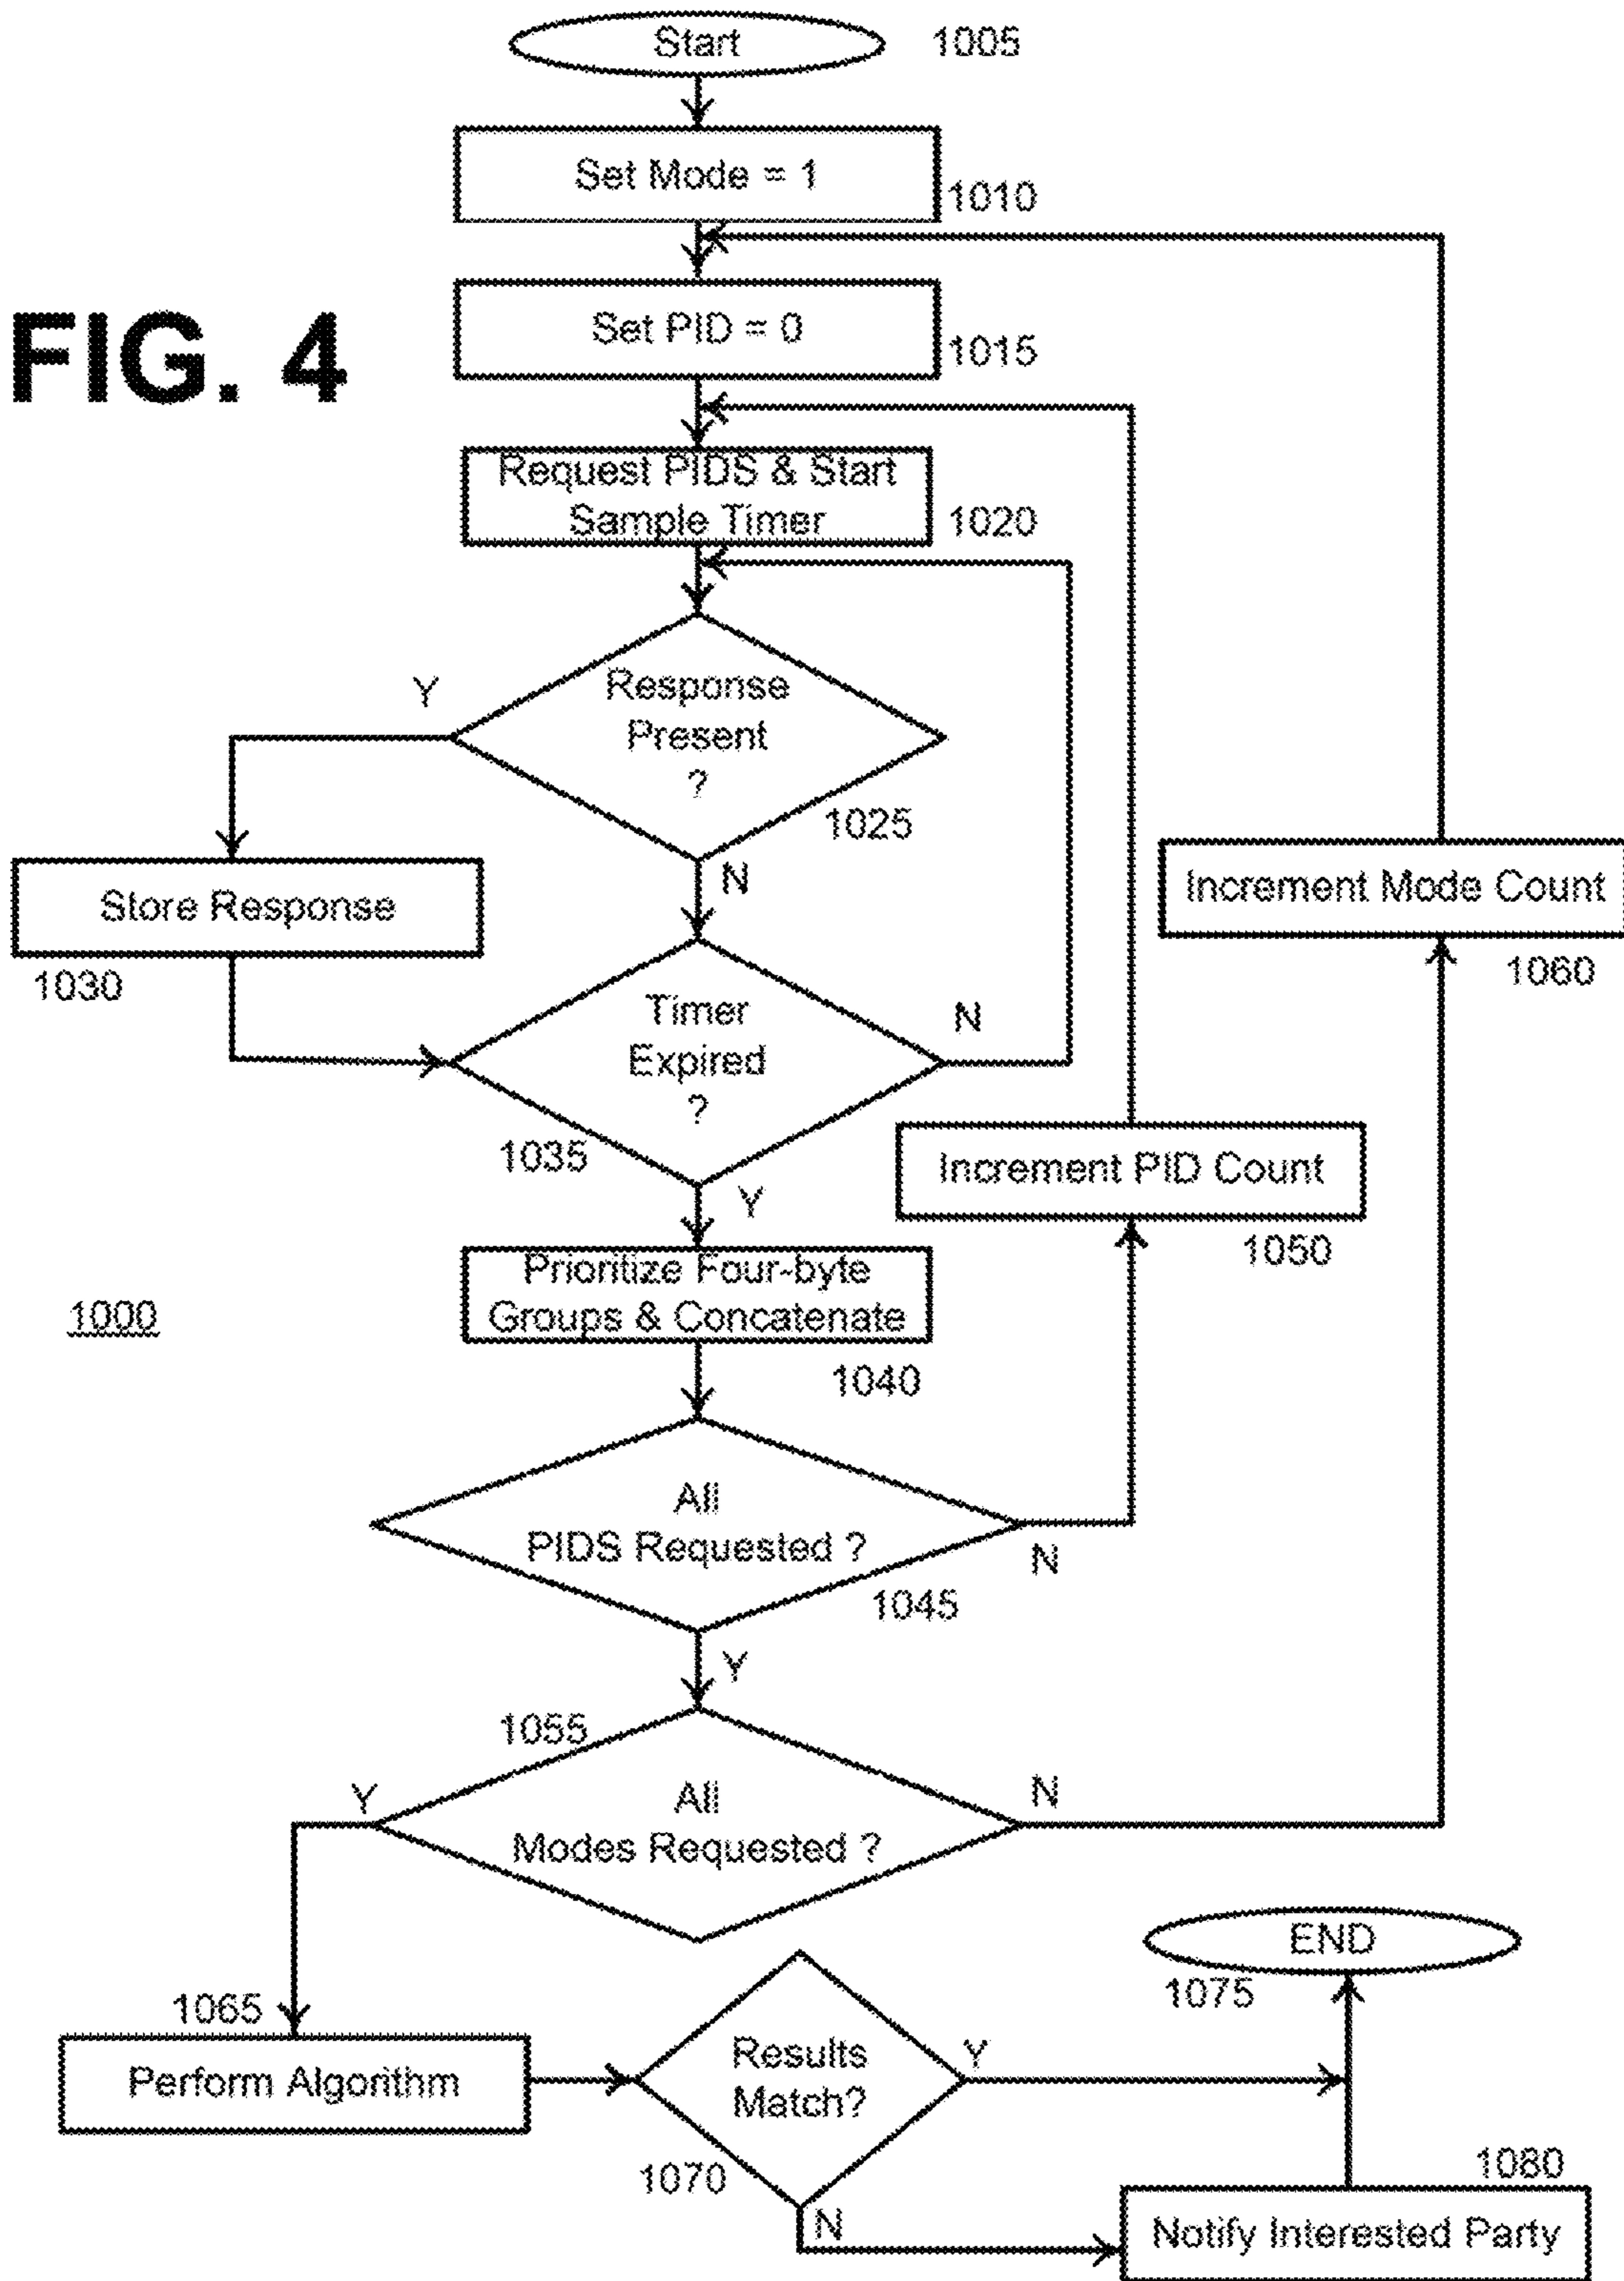 Start
1005
Set Mode = 1
1010
FIG. 4
Set PID = 0
1015
Request PIDS & Start
Sample Timer
1020
Y
Response
Present
?
1025
N
Store Response
1030
Increment Mode Count
1060
Timer
Expired
?
N
1035
Y
Increment PID Count
1050
Prioritize Four-byte
Groups & Concatenate
1000
1040
All
PIDS Requested ?
N
1045
Y
1055
Y
All
Modes Requested ?
N
END
1075
1065
Perform Algorithm
Results
Match?
Y
1070
N
1080
Notify Interested Party